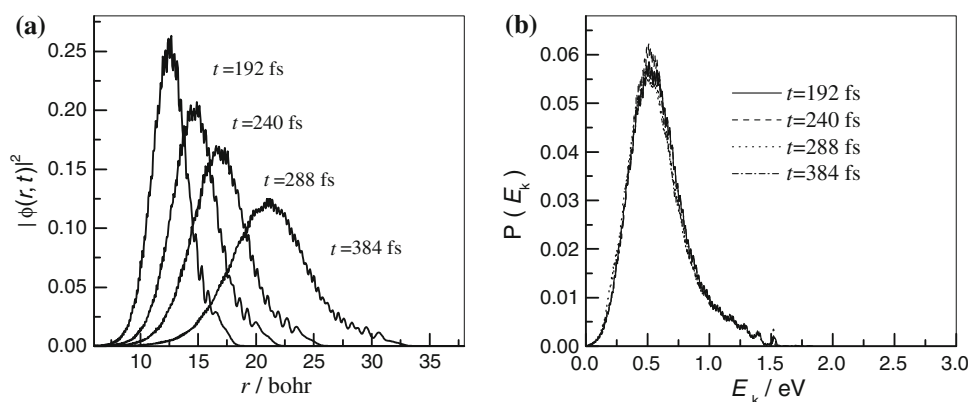 (a)
0.25
0.20
0.15
0.10
0.05
0.00
| ϕ(r, t)|²
t=192 fs
t=240 fs
t=288 fs
t=384 fs
10 15 20 25 30 35
r / bohr
(b)
0.06
0.05
0.04
0.03
0.02
0.01
0.00
P ( Eₖ)
t=192 fs
t=240 fs
t=288 fs
t=384 fs
0.0 0.5 1.0 1.5 2.0 2.5 3.0
Eₖ / eV